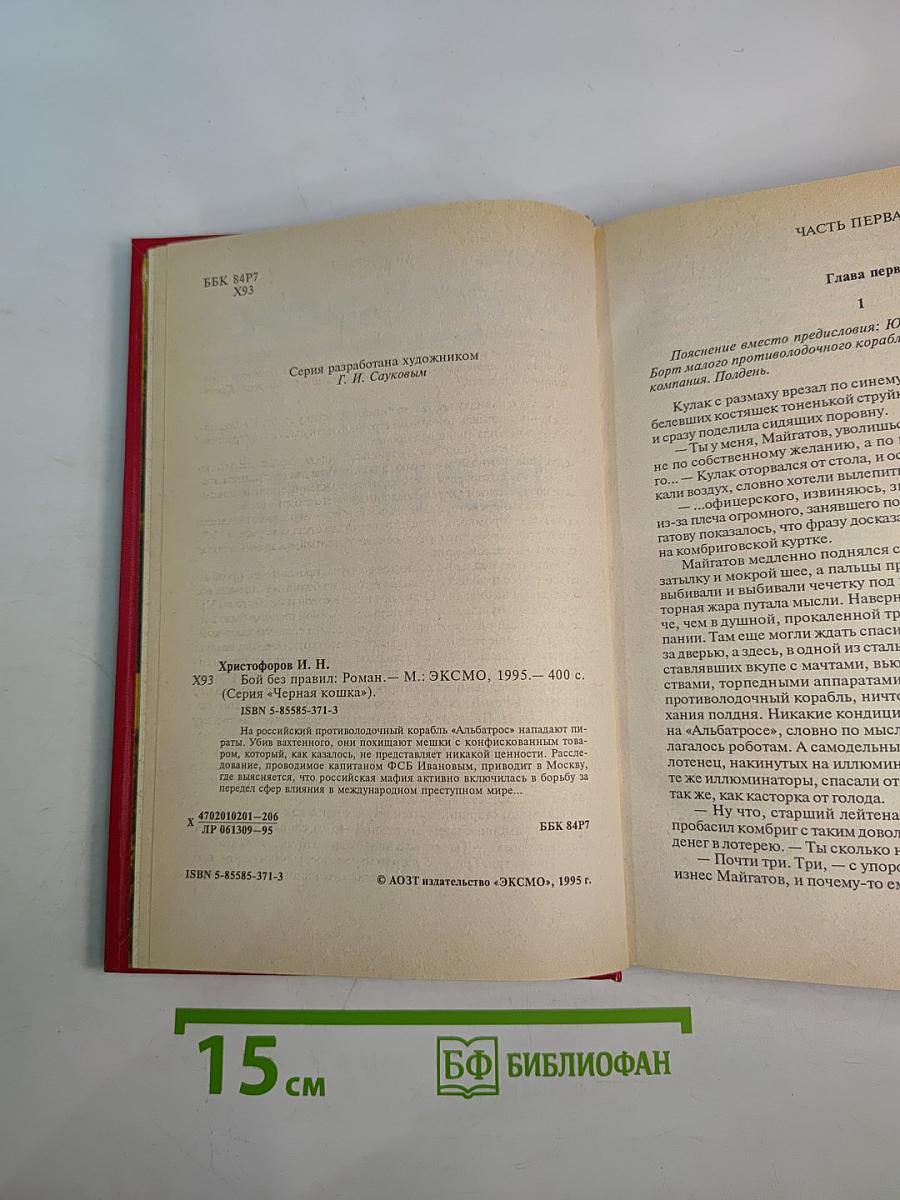 ББК 84Р7
Х93
Серия разработана художником
Г. И. Сауковым
Христофоров И. Н.
Х93 Бой без правил: Роман.— М.: ЭКСМО, 1995.— 400 с.
(Серия «Черная кошка»).
ISBN 5-85585-371-3
На российский противолодочный корабль «Альбатрос» нападают пи-
раты. Убив вахтенного, они похищают мешки с конфискованным това-
ром, который, как казалось, не представляет никакой ценности. Рассле-
дование, проводимое капитаном ФСБ Ивановым, приводит в Москву,
где выясняется, что российская мафия активно включилась в борьбу за
передел сфер влияния в международном преступном мире...
Х 4702010201—206
ЛР 061309—95
ББК 84Р7
ISBN 5-85585-371-3
© АОЗТ издательство «ЭКСМО», 1995 г.
ЧАСТЬ ПЕРВА
Глава перв
1
Пояснение вместо предисловия: Ю
Борт малого противолодочного корабл
компания. Полдень.
Кулак с размаху врезал по синему
белевших костяшек тоненькой струйк
и сразу поделила сидящих поровну.
— Ты у меня, Майгатов, уволишьс
не по собственному желанию, а по
го... — Кулак оторвался от стола, и ос
кали воздух, словно хотели вылепит
— ...офицерского, извиняюсь, з
из-за плеча огромного, занявшего по
гатову показалось, что фразу досказа
на комбриговской куртке.
Майгатов медленно поднялся с
затылку и мокрой шее, а пальцы пр
выбивали и выбивали чечетку под
торная жара путала мысли. Наверн
че, чем в душной, прокаленной тр
пании. Там еще могли ждать спаси
за дверью, а здесь, в одной из сталь
ставлявших вкупе с мачтами, вью
ствами, торпедными аппаратами
противолодочный корабль, ничто
хания полдня. Никакие кондици
на «Альбатросе», словно по мысл
лагалось роботам. А самодельны
лотенец, накинутых на иллюмин
те же иллюминаторы, спасали от
так же, как касторка от голода.
— Ну что, старший лейтена
пробасил комбриг с таким довол
денег в лотерею. — Ты сколько н
— Почти три. Три, — с упоро
изнес Майгатов, и почему-то ем
15 см
БФ БИБЛИОФАН